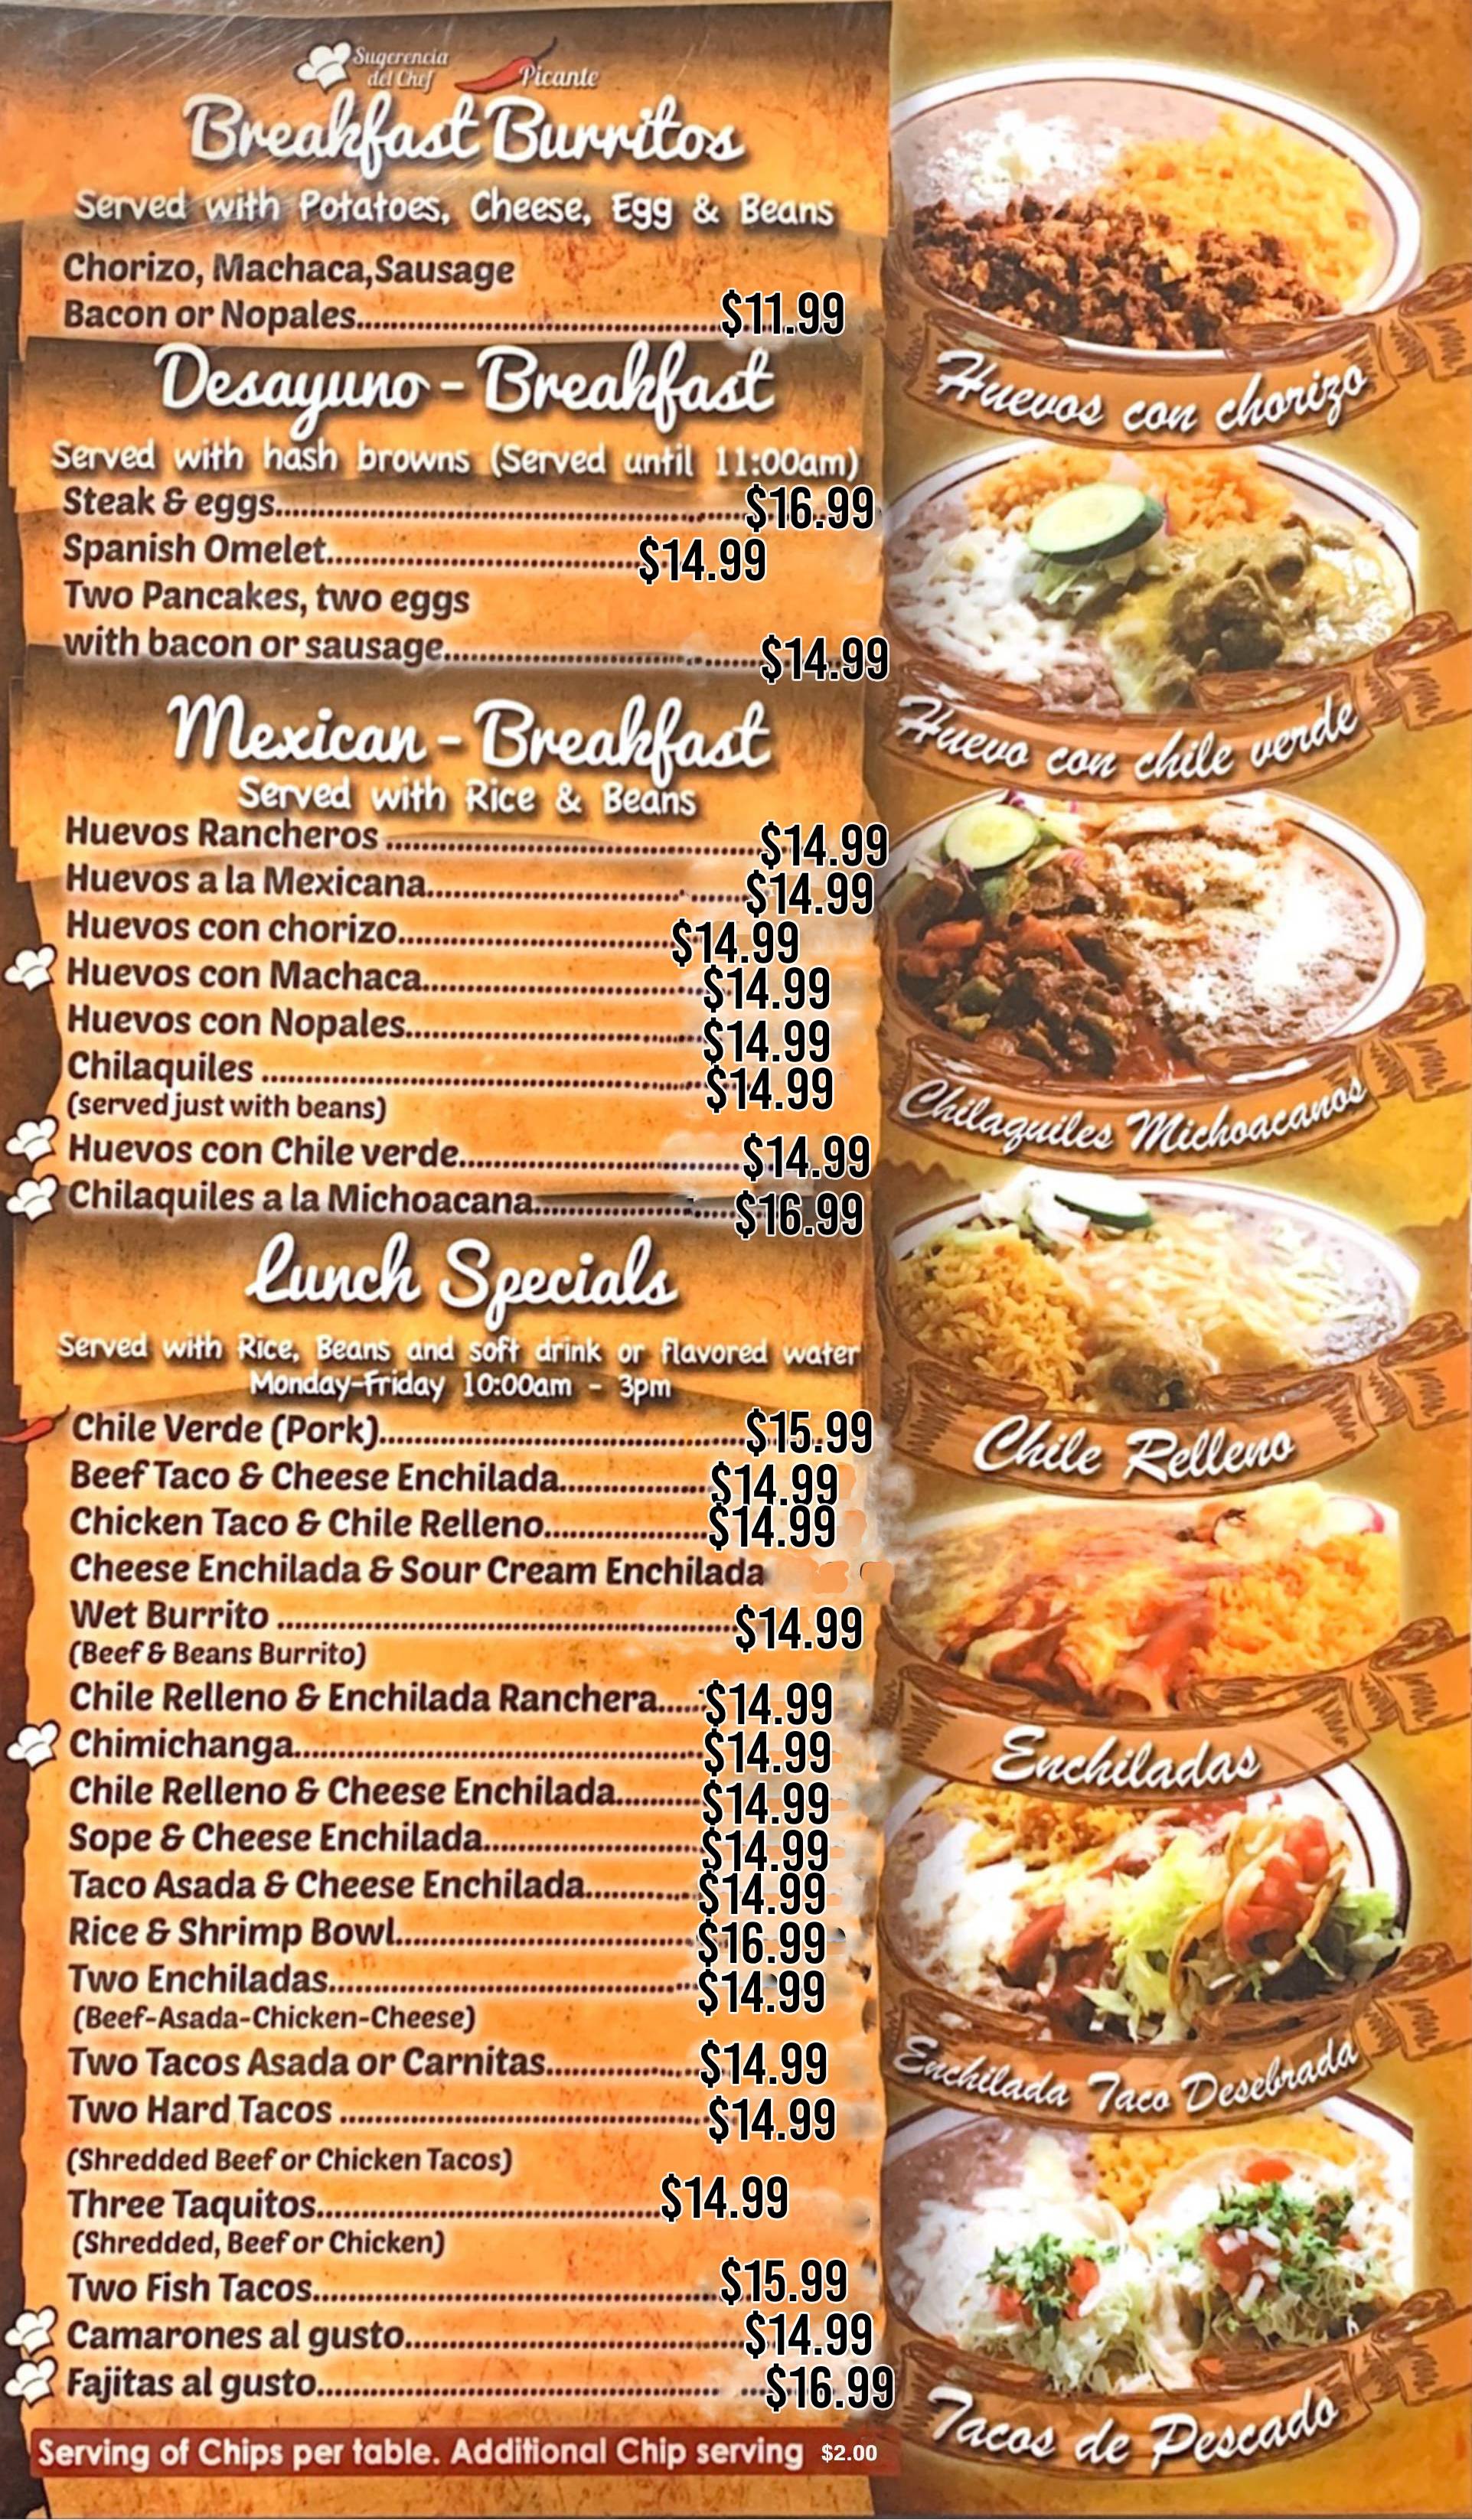 Sugerencia
del Chef
Picante
Breakfast Burritos
Served with Potatoes, Cheese, Egg & Beans
Chorizo, Machaca,Sausage
Bacon or Nopales.......................................$11.99
Desayuno - Breakfast
Served with hash browns (Served until 11:00am)
Steak & eggs.......................................$16.99
Spanish Omelet.......................................$14.99
Two Pancakes, two eggs
with bacon or sausage.......................................$14.99
Mexican - Breakfast
Served with Rice & Beans
Huevos Rancheros .......................................$14.99
Huevos a la Mexicana.......................................$14.99
Huevos con chorizo.......................................$14.99
Huevos con Machaca.......................................$14.99
Huevos con Nopales.......................................$14.99
Chilaquiles .......................................$14.99
(served just with beans)
Huevos con Chile verde.......................................$14.99
Chilaquiles a la Michoacana.......................................$16.99
Lunch Specials
Served with Rice, Beans and soft drink or flavored water
Monday-Friday 10:00am - 3pm
Chile Verde (Pork).......................................$15.99
Beef Taco & Cheese Enchilada..................$14.99
Chicken Taco & Chile Relleno...................$14.99
Cheese Enchilada & Sour Cream Enchilada
Wet Burrito .......................................$14.99
(Beef & Beans Burrito)
Chile Relleno & Enchilada Ranchera.....$14.99
Chimichanga.......................................$14.99
Chile Relleno & Cheese Enchilada..........$14.99
Sope & Cheese Enchilada.........................$14.99
Taco Asada & Cheese Enchilada.............$14.99
Rice & Shrimp Bowl..................................$16.99
Two Enchiladas.......................................$14.99
(Beef-Asada-Chicken-Cheese)
Two Tacos Asada or Carnitas.................$14.99
Two Hard Tacos .......................................$14.99
(Shredded Beef or Chicken Tacos)
Three Taquitos.......................................$14.99
(Shredded, Beef or Chicken)
Two Fish Tacos.......................................$15.99
Camarones al gusto.......................................$14.99
Fajitas al gusto.......................................$16.99
Serving of Chips per table. Additional Chip serving $2.00
Huevos con chorizo
Huevo con chile verde
Chilaquiles Michoacanos
Chile Relleno
Enchiladas
Enchilada Taco Desebrada
Tacos de Pescado